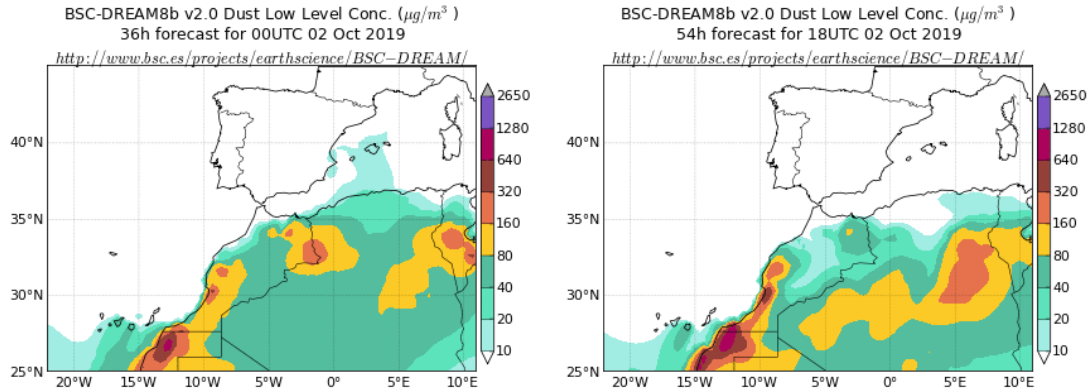 BSC-DREAM8b v2.0 Dust Low Level Conc. (μg/m³ )
36h forecast for 00UTC 02 Oct 2019
http://www.bsc.es/projects/earthscience/BSC−DREAM/
40°N
35°N
30°N
25°N
20°W 15°W 10°W 5°W 0° 5°E 10°E
2650
1280
640
320
160
80
40
20
10
BSC-DREAM8b v2.0 Dust Low Level Conc. (μg/m³ )
54h forecast for 18UTC 02 Oct 2019
http://www.bsc.es/projects/earthscience/BSC−DREAM/
40°N
35°N
30°N
25°N
20°W 15°W 10°W 5°W 0° 5°E 10°E
2650
1280
640
320
160
80
40
20
10